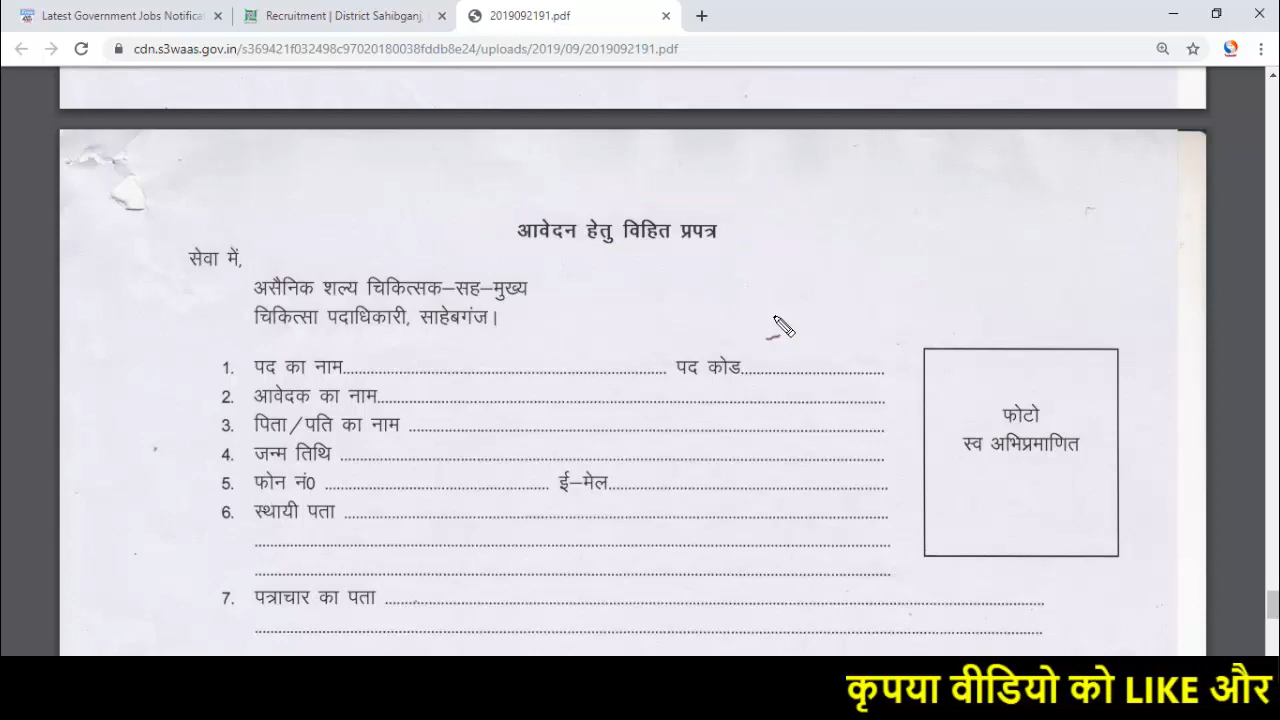 Latest Government Jobs Notificat
Recruitment | District Sahibganj,
2019092191.pdf
cdn.s3waas.gov.in/s369421f032498c97020180038fddb8e24/uploads/2019/09/2019092191.pdf
आवेदन हेतु विहित प्रपत्र
सेवा में,
असैनिक शल्य चिकित्सक–सह–मुख्य
चिकित्सा पदाधिकारी, साहेबगंज।
1. पद का नाम.................................................. पद कोड..............................
2. आवेदक का नाम..........................................................................
3. पिता/पति का नाम ......................................................................
4. जन्म तिथि ................................................................................
5. फोन नं0 .................................... ई–मेल.............................................
6. स्थायी पता ................................................................................
................................................................................
................................................................................
7. पत्राचार का पता ................................................................................
................................................................................
फोटो
स्व अभिप्रमाणित
कृपया वीडियो को LIKE और